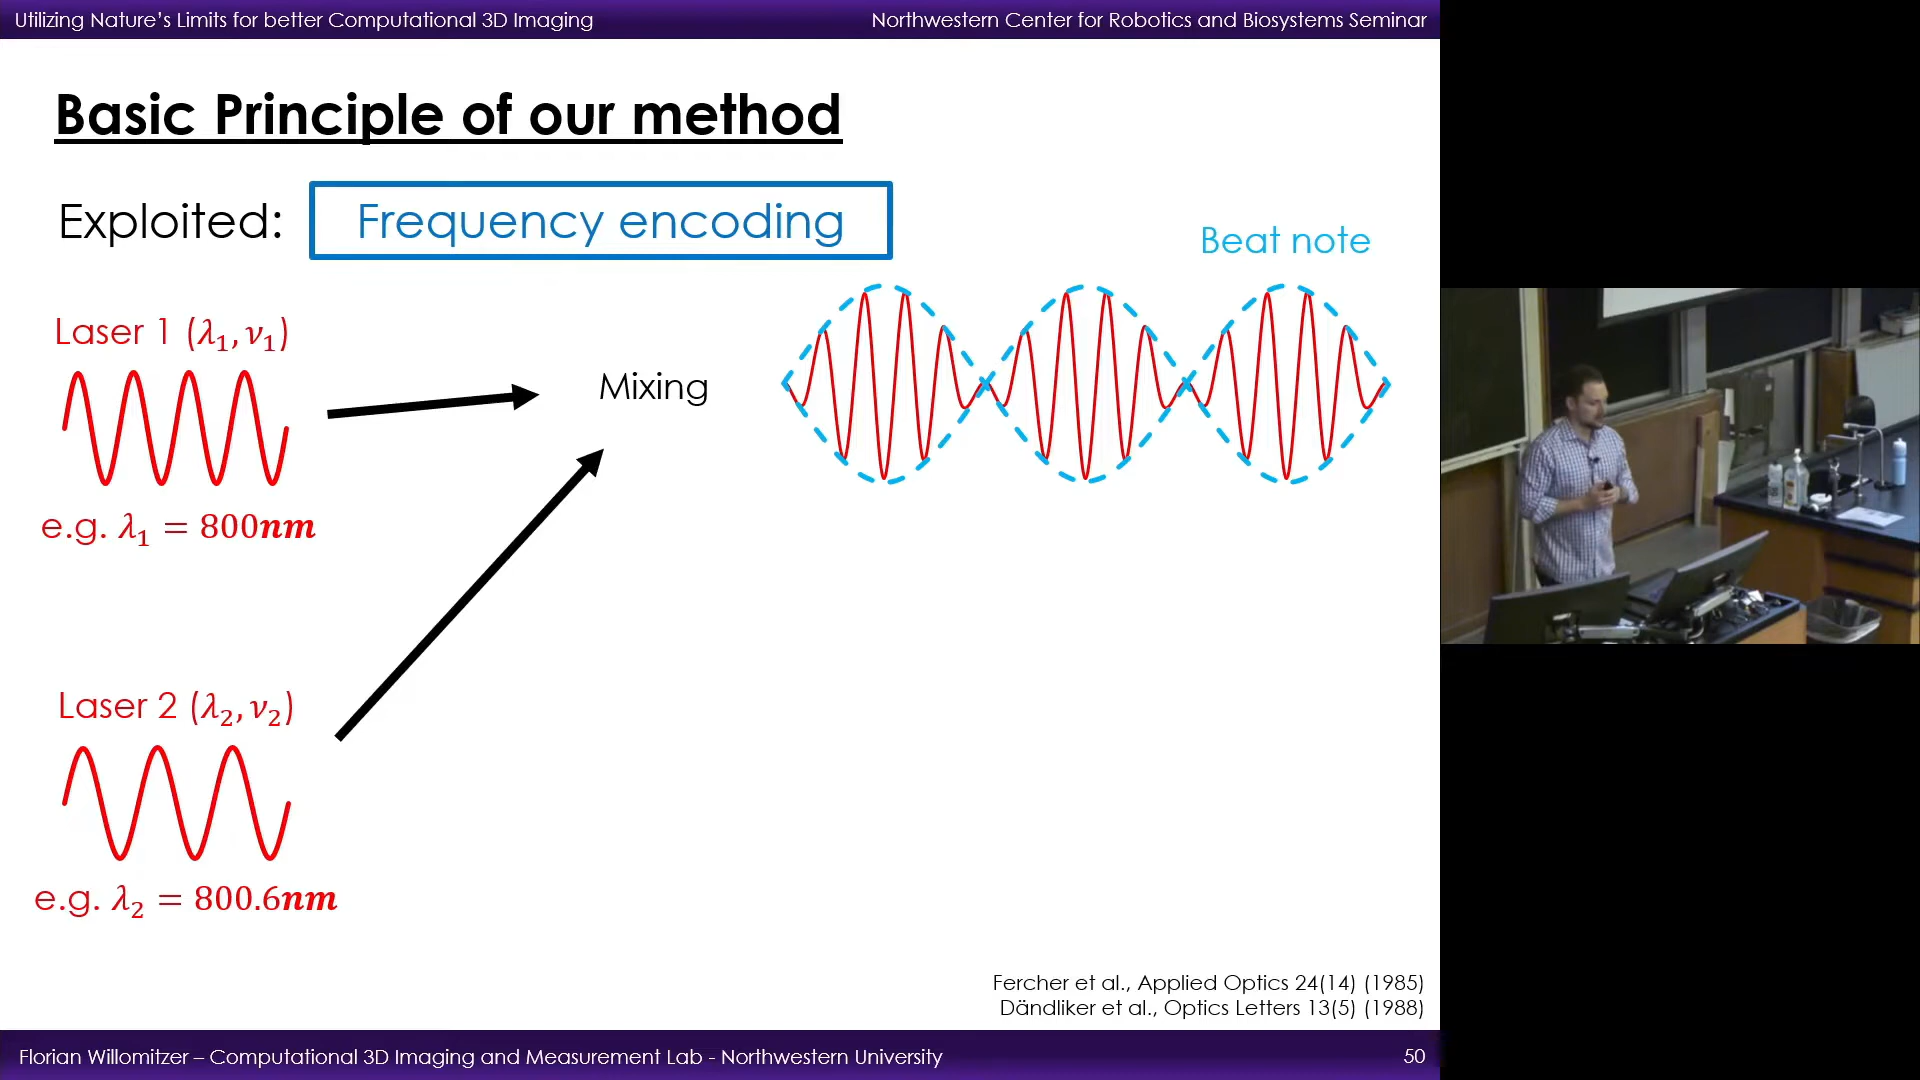 Utilizing Nature's Limits for better Computational 3D Imaging
Northwestern Center for Robotics and Biosystems Seminar
Basic Principle of our method
Exploited: Frequency encoding
Beat note
Laser 1 (λ₁, ν₁)
Mixing
e.g. λ₁ = 800nm
Laser 2 (λ₂, ν₂)
e.g. λ₂ = 800.6nm
Fercher et al., Applied Optics 24(14) (1985)
Dändliker et al., Optics Letters 13(5) (1988)
Florian Willomitzer – Computational 3D Imaging and Measurement Lab - Northwestern University
50